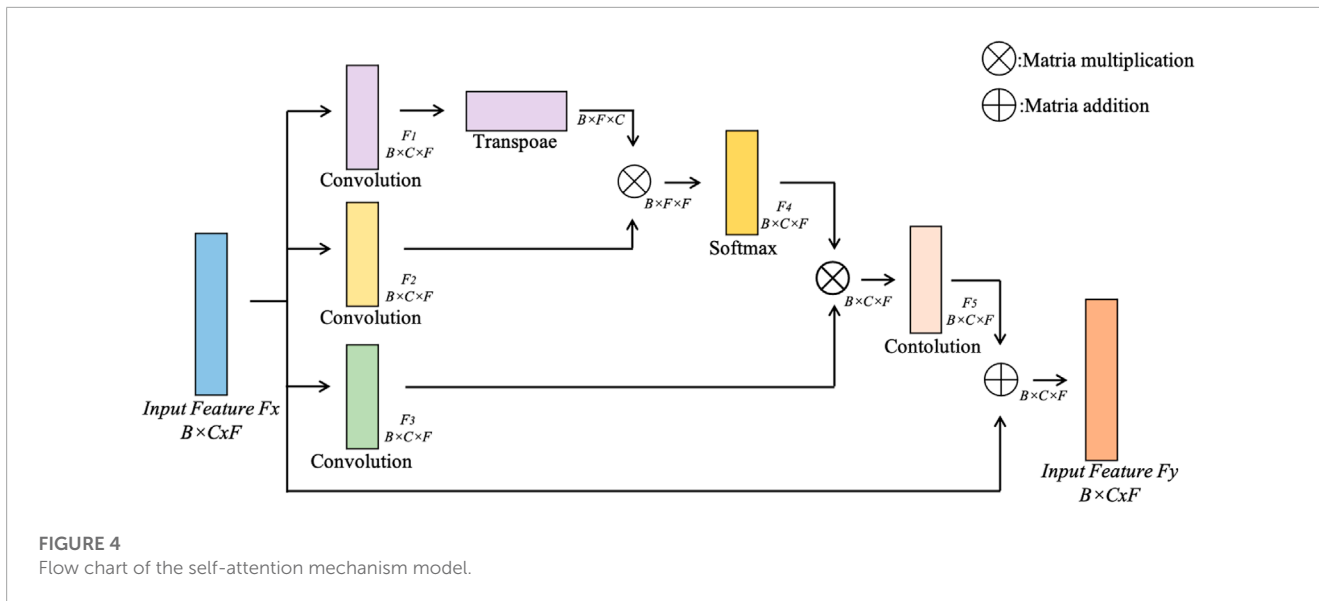 ⊗:Matria multiplication
⊕:Matria addition
F1
B×C×F
Convolution
Transpoae
B×F×C
B×F×F
F2
B×C×F
Convolution
F4
B×C×F
Softmax
B×C×F
F5
B×C×F
Contolution
F3
B×C×F
Convolution
Input Feature Fx
B×CxF
B×C×F
Input Feature Fy
B×CxF
FIGURE 4
Flow chart of the self-attention mechanism model.